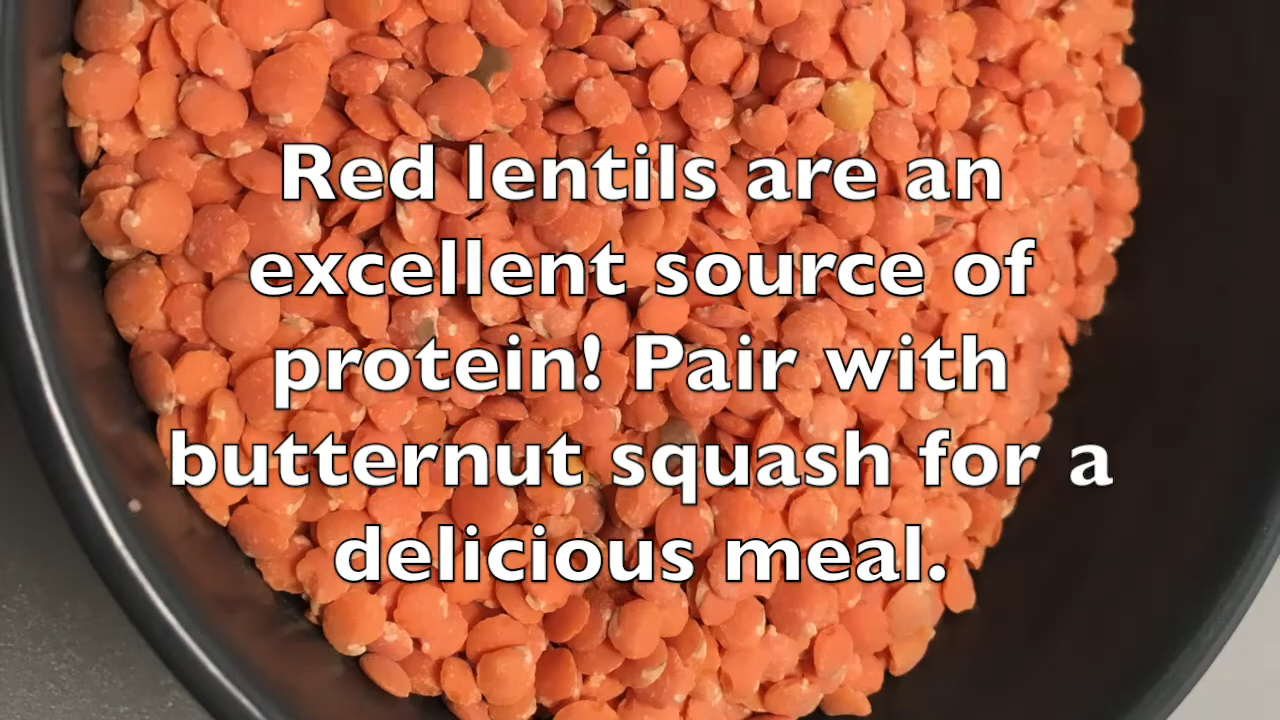 Red lentils are an
excellent source of
protein! Pair with
butternut squash for a
delicious meal.